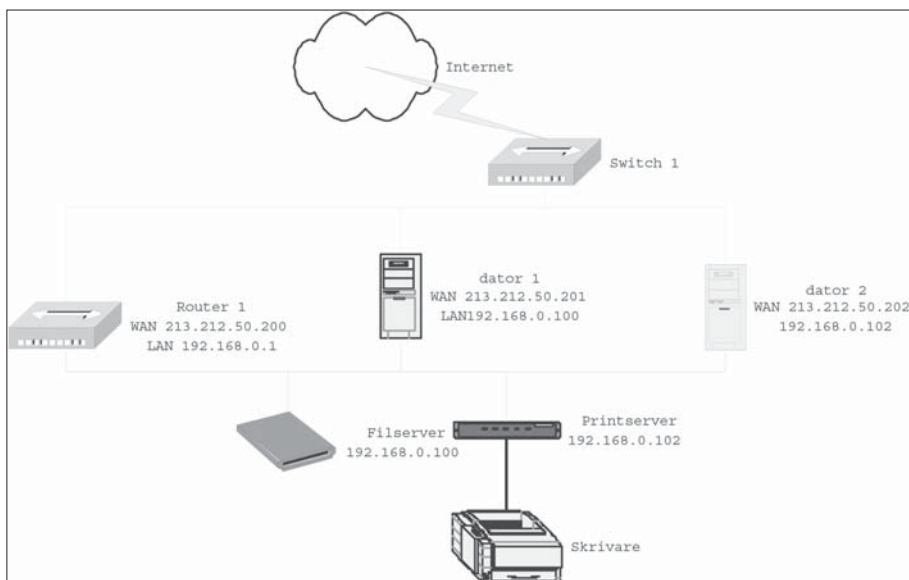 Internet
Switch 1
Router 1
WAN 213.212.50.200
LAN 192.168.0.1
dator 1
WAN 213.212.50.201
LAN192.168.0.100
dator 2
WAN 213.212.50.202
192.168.0.102
Filserver
192.168.0.100
Printserver
192.168.0.102
Skrivare